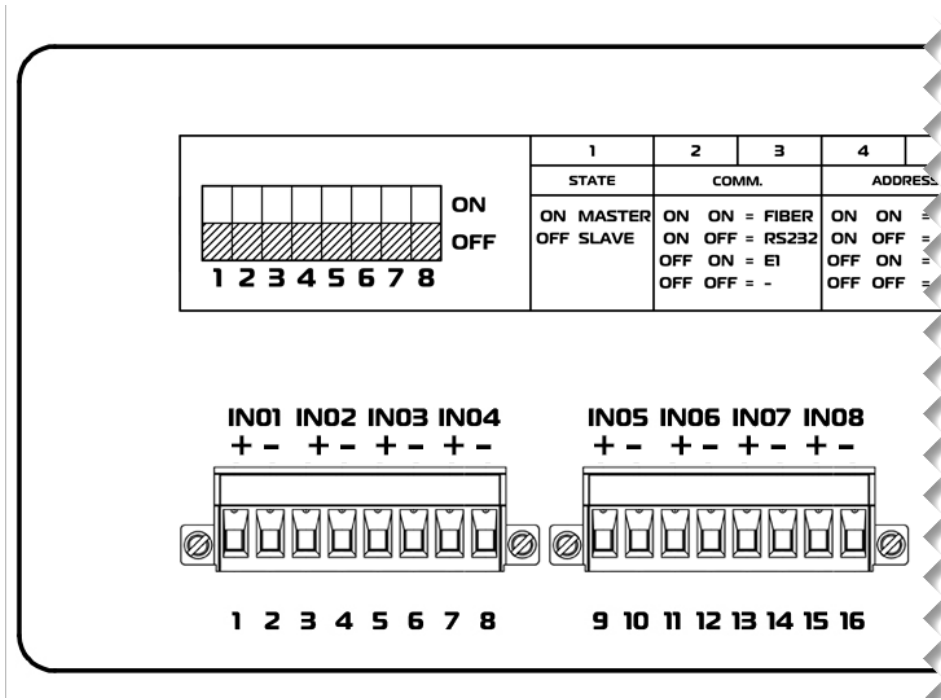 1 2 3 4
STATE COMM. ADDRESS
ON
OFF
1 2 3 4 5 6 7 8
ON MASTER ON ON = FIBER ON ON =
OFF SLAVE ON OFF = RS232 ON OFF =
OFF ON = E1 OFF ON =
OFF OFF = - OFF OFF =
IN01 IN02 IN03 IN04 IN05 IN06 IN07 IN08
+ - + - + - + - + - + - + - + -
1 2 3 4 5 6 7 8 9 10 11 12 13 14 15 16